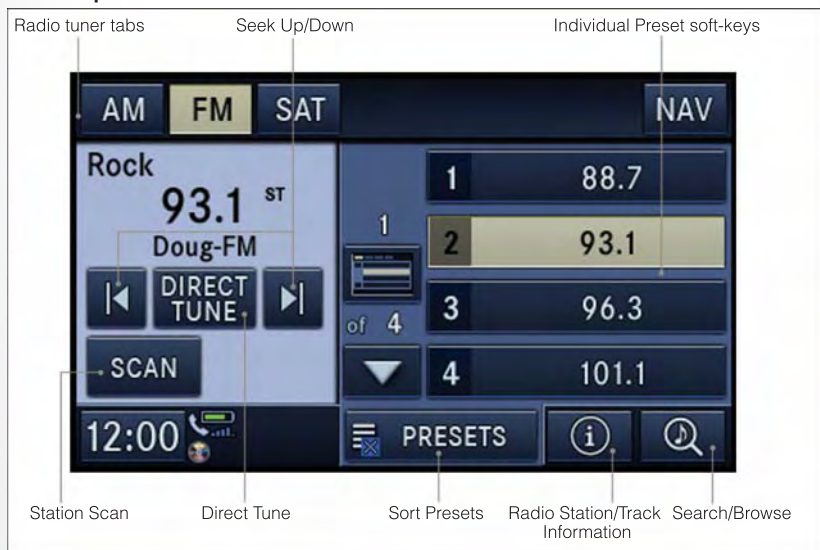 Radio tuner tabs Seek Up/Down Individual Preset soft-keys
AM FM SAT NAV
Rock
93.1 ST
Doug-FM
DIRECT
TUNE
SCAN
12:00
1
of 4
1 88.7
2 93.1
3 96.3
4 101.1
PRESETS
i
Station Scan Direct Tune Sort Presets Radio Station/Track
Information
Search/Browse